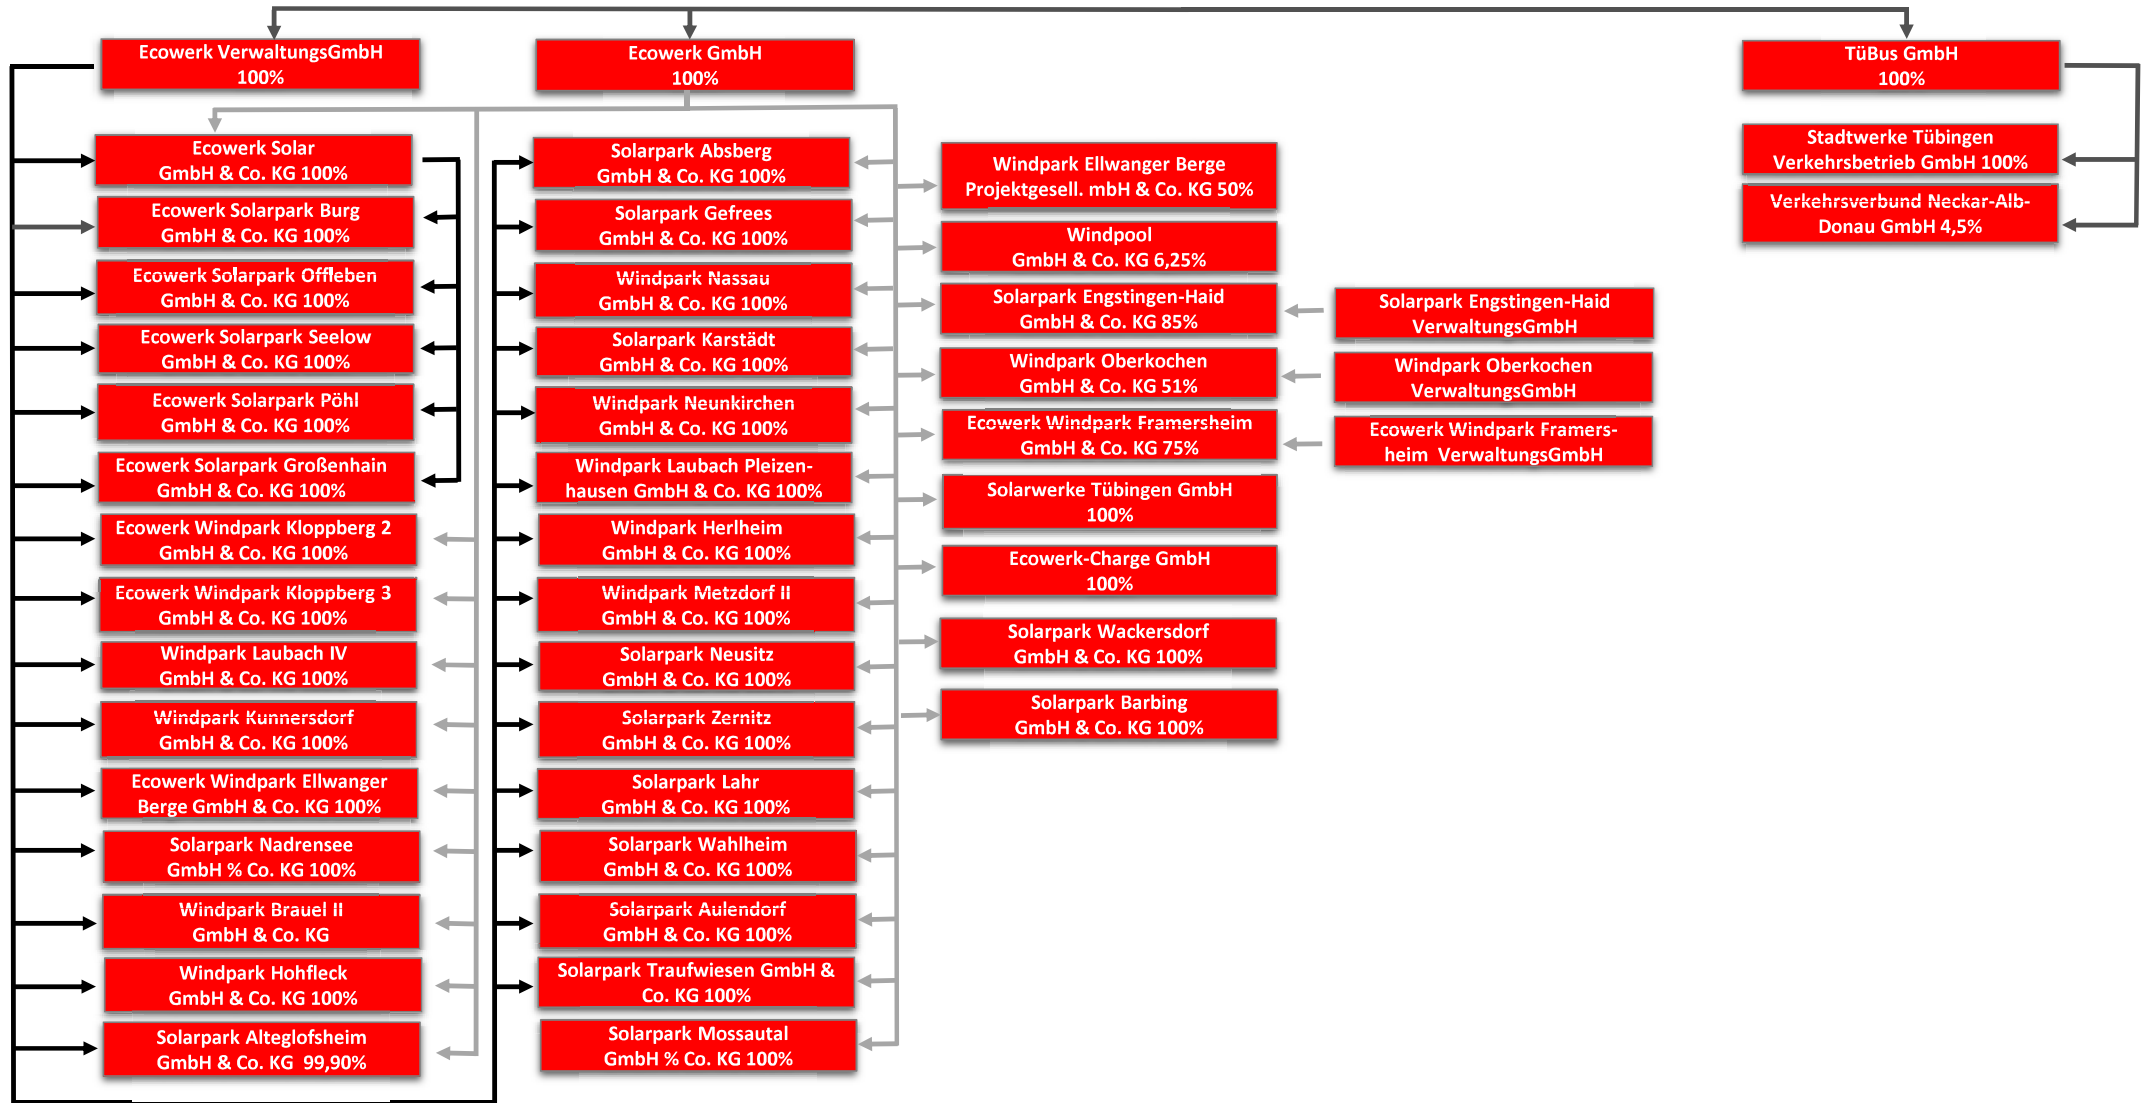 Ecowerk VerwaltungsGmbH
100%
Ecowerk GmbH
100%
TüBus GmbH
100%
Ecowerk Solar
GmbH & Co. KG 100%
Ecowerk Solarpark Burg
GmbH & Co. KG 100%
Ecowerk Solarpark Offleben
GmbH & Co. KG 100%
Ecowerk Solarpark Seelow
GmbH & Co. KG 100%
Ecowerk Solarpark Pöhl
GmbH & Co. KG 100%
Ecowerk Solarpark Großenhain
GmbH & Co. KG 100%
Ecowerk Windpark Kloppberg 2
GmbH & Co. KG 100%
Ecowerk Windpark Kloppberg 3
GmbH & Co. KG 100%
Windpark Laubach IV
GmbH & Co. KG 100%
Windpark Kunnersdorf
GmbH & Co. KG 100%
Ecowerk Windpark Ellwanger
Berge GmbH & Co. KG 100%
Solarpark Nadrensee
GmbH % Co. KG 100%
Windpark Brauel II
GmbH & Co. KG
Windpark Hohfleck
GmbH & Co. KG 100%
Solarpark Alteglofsheim
GmbH & Co. KG 99,90%
Solarpark Absberg
GmbH & Co. KG 100%
Solarpark Gefrees
GmbH & Co. KG 100%
Windpark Nassau
GmbH & Co. KG 100%
Solarpark Karstädt
GmbH & Co. KG 100%
Windpark Neunkirchen
GmbH & Co. KG 100%
Windpark Laubach Pleizen-
hausen GmbH & Co. KG 100%
Windpark Herlheim
GmbH & Co. KG 100%
Windpark Metzdorf II
GmbH & Co. KG 100%
Solarpark Neusitz
GmbH & Co. KG 100%
Solarpark Zernitz
GmbH & Co. KG 100%
Solarpark Lahr
GmbH & Co. KG 100%
Solarpark Wahlheim
GmbH & Co. KG 100%
Solarpark Aulendorf
GmbH & Co. KG 100%
Solarpark Traufwiesen GmbH &
Co. KG 100%
Solarpark Mossautal
GmbH % Co. KG 100%
Windpark Ellwanger Berge
Projektgesell. mbH & Co. KG 50%
Windpool
GmbH & Co. KG 6,25%
Solarpark Engstingen-Haid
GmbH & Co. KG 85%
Windpark Oberkochen
GmbH & Co. KG 51%
Ecowerk Windpark Framersheim
GmbH & Co. KG 75%
Solarwerke Tübingen GmbH
100%
Ecowerk-Charge GmbH
100%
Solarpark Wackersdorf
GmbH & Co. KG 100%
Solarpark Barbing
GmbH & Co. KG 100%
Solarpark Engstingen-Haid
VerwaltungsGmbH
Windpark Oberkochen
VerwaltungsGmbH
Ecowerk Windpark Framers-
heim VerwaltungsGmbH
Stadtwerke Tübingen
Verkehrsbetrieb GmbH 100%
Verkehrsverbund Neckar-Alb-
Donau GmbH 4,5%